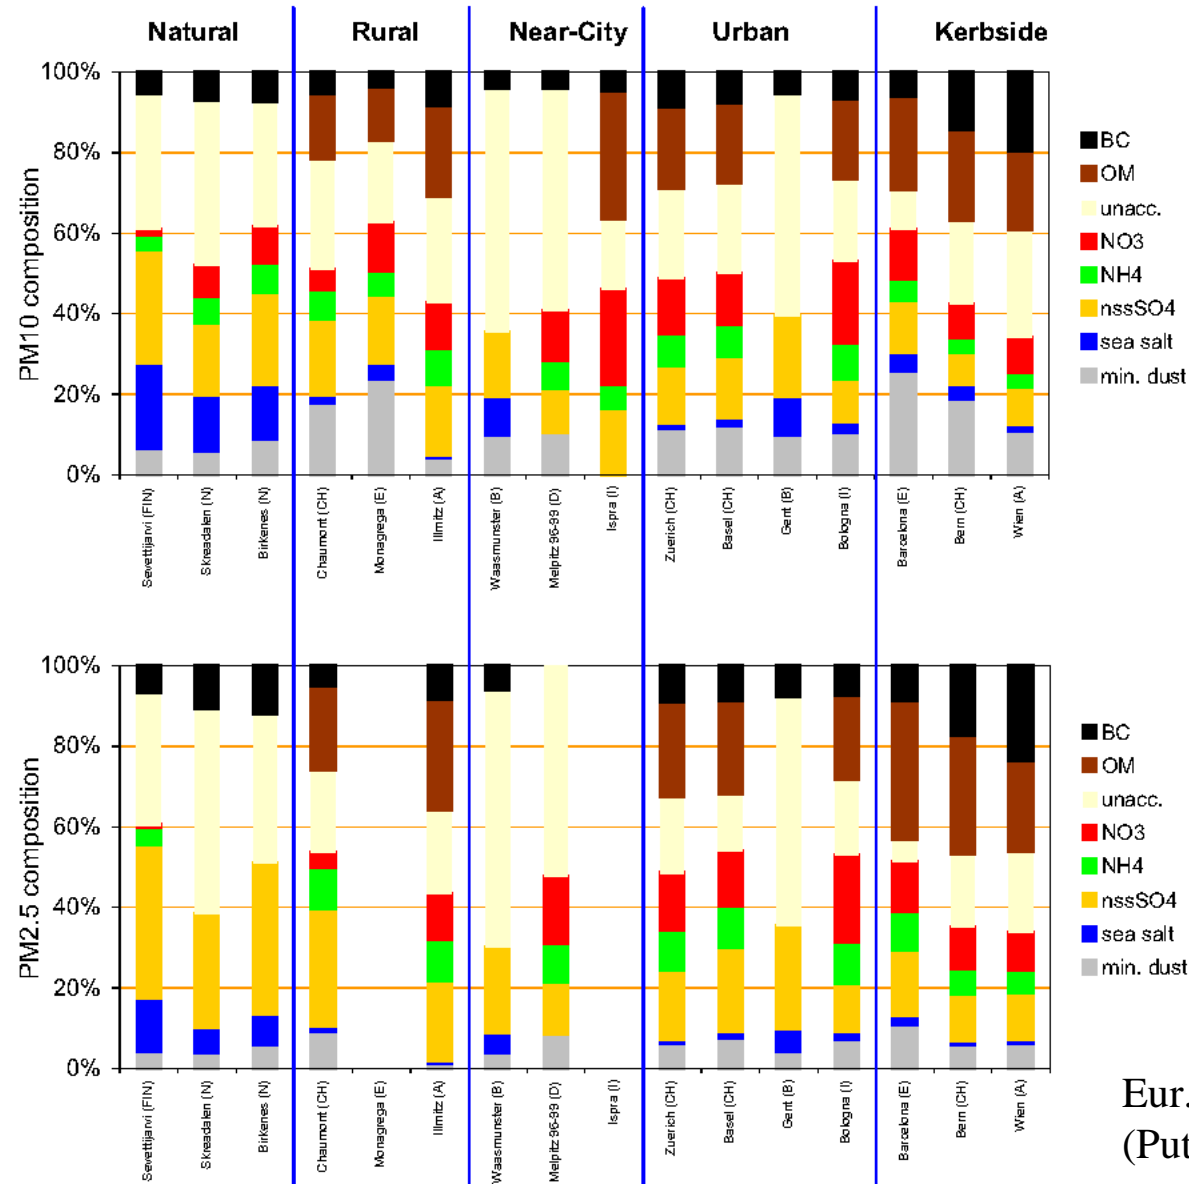 Natural Rural Near-City Urban Kerbside
PM10 composition
100%
80%
60%
40%
20%
0%
BC
OM
unacc.
NO3
NH4
nssSO4
sea salt
min. dust
Sevettijarvi (FIN)
Skreadalen (N)
Birkenes (N)
Chaumont (CH)
Monagrega (E)
Illmitz (A)
Waasmunster (B)
Melpitz 96-99 (D)
Ispra (I)
Zuerich (CH)
Basel (CH)
Gent (B)
Bologna (I)
Barcelona (E)
Bern (CH)
Wien (A)
PM2.5 composition
100%
80%
60%
40%
20%
0%
BC
OM
unacc.
NO3
NH4
nssSO4
sea salt
min. dust
Sevettijarvi (FIN)
Skreadalen (N)
Birkenes (N)
Chaumont (CH)
Monagrega (E)
Illmitz (A)
Waasmunster (B)
Melpitz 96-99 (D)
Ispra (I)
Zuerich (CH)
Basel (CH)
Gent (B)
Bologna (I)
Barcelona (E)
Bern (CH)
Wien (A)
Eur.
(Put